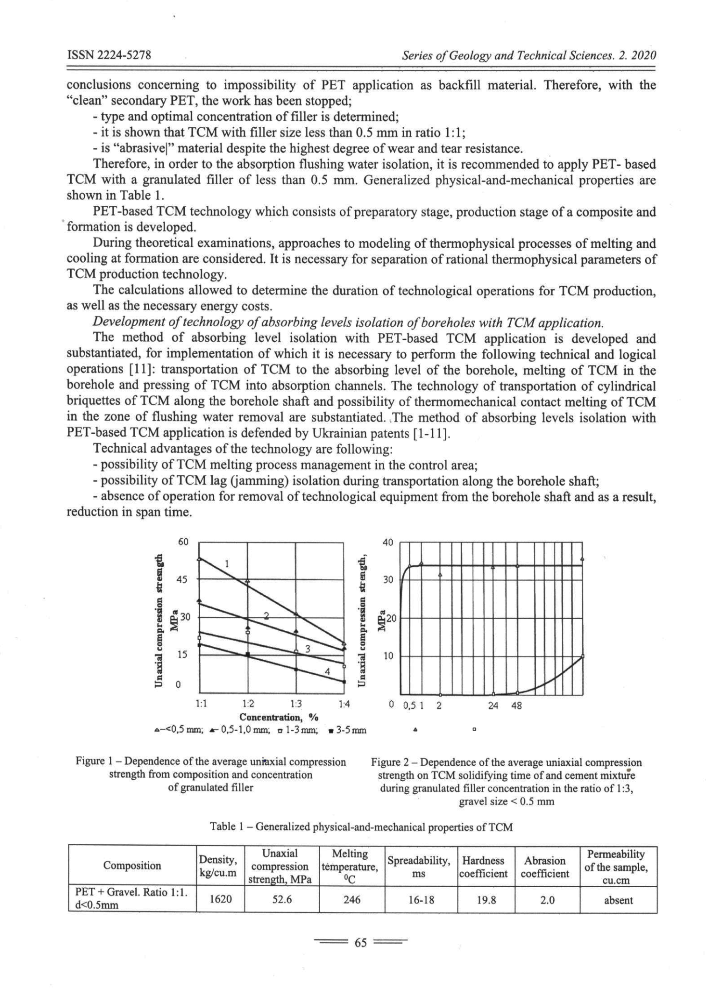 ISSN 2224-5278
Series of Geology and Technical Sciences. 2. 2020
conclusions concerning to impossibility of PET application as backfill material. Therefore, with the
“clean” secondary PET, the work has been stopped;
- type and optimal concentration of filler is determined;
- it is shown that TCM with filler size less than 0.5 mm in ratio 1:1;
- is “abrasive|” material despite the highest degree of wear and tear resistance.
Therefore, in order to the absorption flushing water isolation, it is recommended to apply PET- based
TCM with a granulated filler of less than 0.5 mm. Generalized physical-and-mechanical properties are
shown in Table 1.
PET-based TCM technology which consists of preparatory stage, production stage of a composite and
formation is developed.
During theoretical examinations, approaches to modeling of thermophysical processes of melting and
cooling at formation are considered. It is necessary for separation of rational thermophysical parameters of
TCM production technology.
The calculations allowed to determine the duration of technological operations for TCM production,
as well as the necessary energy costs.
Development of technology of absorbing levels isolation of boreholes with TCM application.
The method of absorbing level isolation with PET-based TCM application is developed and
substantiated, for implementation of which it is necessary to perform the following technical and logical
operations [11]: transportation of TCM to the absorbing level of the borehole, melting of TCM in the
borehole and pressing of TCM into absorption channels. The technology of transportation of cylindrical
briquettes of TCM along the borehole shaft and possibility of thermomechanical contact melting of TCM
in the zone of flushing water removal are substantiated. The method of absorbing levels isolation with
PET-based TCM application is defended by Ukrainian patents [1-11].
Technical advantages of the technology are following:
- possibility of TCM melting process management in the control area;
- possibility of TCM lag (jamming) isolation during transportation along the borehole shaft;
- absence of operation for removal of technological equipment from the borehole shaft and as a result,
reduction in span time.
Unaxial compression stresngth
MPa
60
45
30
15
0
1
2
3
4
1:1 1:2 1:3 1:4
Concentration, %
<0,5 mm; 0,5-1,0 mm; 1-3 mm; 3-5 mm
Unaxial compression strength,
MPa
40
30
20
10
0 0,5 1 2 24 48
Figure 1 – Dependence of the average uniaxial compression
strength from composition and concentration
of granulated filler
Figure 2 – Dependence of the average uniaxial compression
strength on TCM solidifying time of and cement mixture
during granulated filler concentration in the ratio of 1:3,
gravel size < 0.5 mm
Table 1 – Generalized physical-and-mechanical properties of TCM
Composition
Density,
kg/cu.m
Unaxial
compression
strength, MPa
Melting
temperature,
⁰C
Spreadability,
ms
Hardness
coefficient
Abrasion
coefficient
Permeability
of the sample,
cu.cm
PET + Gravel. Ratio 1:1.
d<0.5mm
1620
52.6
246
16-18
19.8
2.0
absent
65